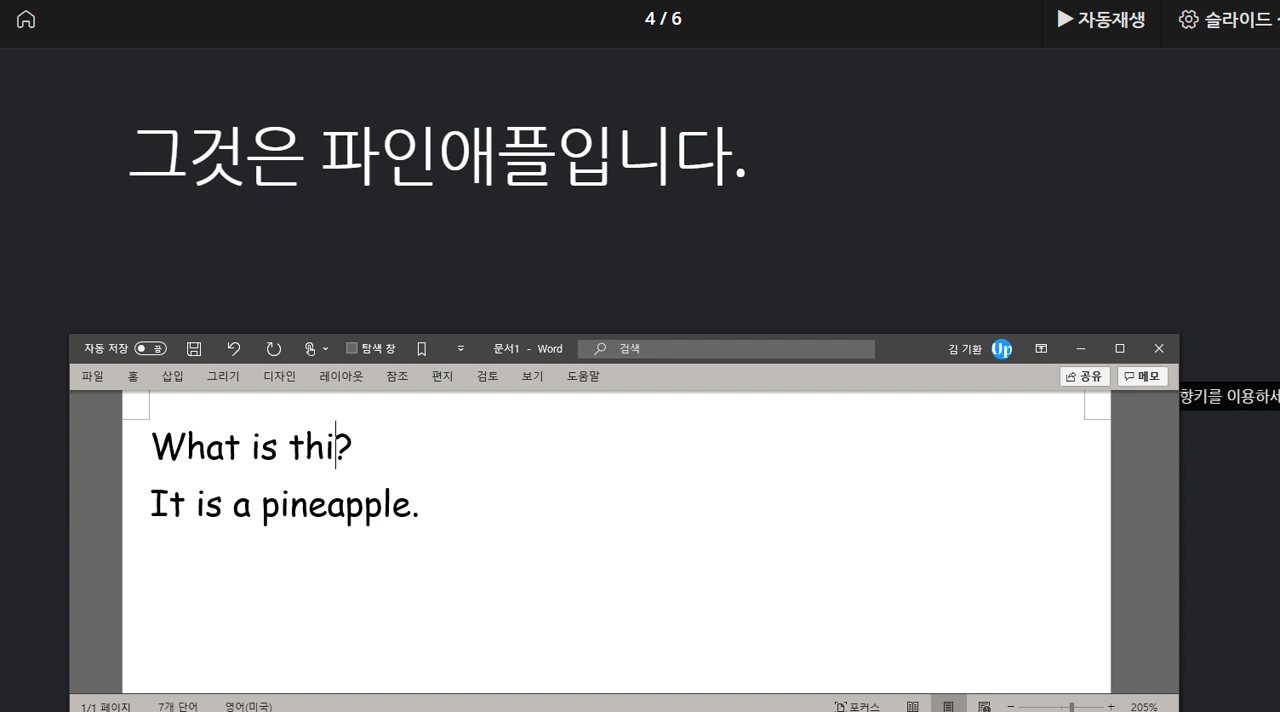 4 / 6
▶ 자동재생
슬라이드
그것은 파인애플입니다.
자동 저장 끔
탐색 창
문서1 - Word
검색
김 기환
Up
파일 홈 삽입 그리기 디자인 레이아웃 참조 편지 검토 보기 도움말
공유
메모
향키를 이용하세
What is thi?
It is a pineapple.
1/1 페이지 7개 단어 영어(미국)
포커스
205%